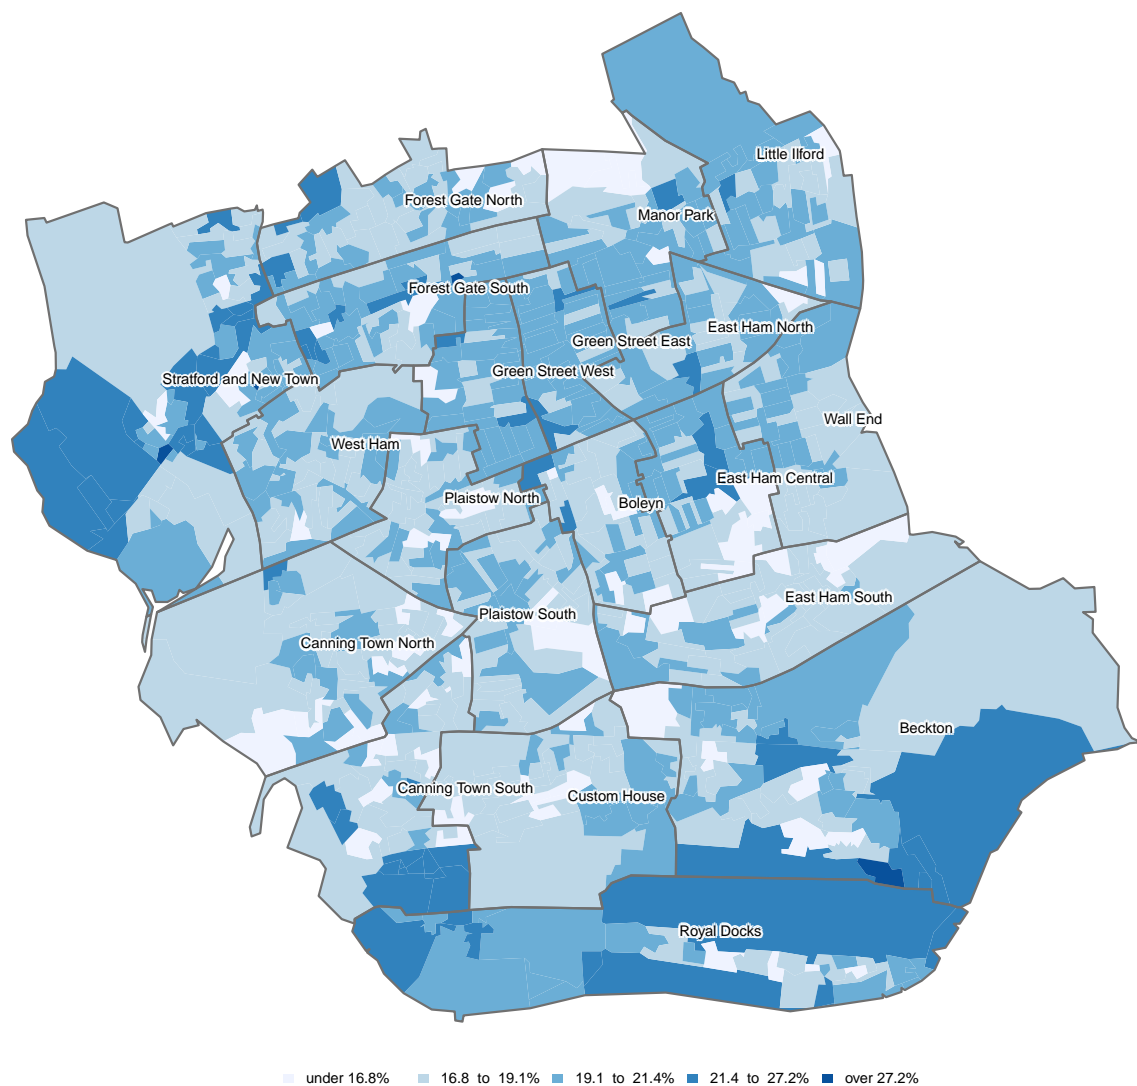 Little Ilford
Forest Gate North
Manor Park
Forest Gate South
East Ham North
Green Street East
Green Street West
Stratford and New Town
Wall End
West Ham
East Ham Central
Plaistow North
Boleyn
East Ham South
Plaistow South
Canning Town North
Beckton
Canning Town South
Custom House
Royal Docks
under 16.8% 16.8 to 19.1% 19.1 to 21.4% 21.4 to 27.2% over 27.2%